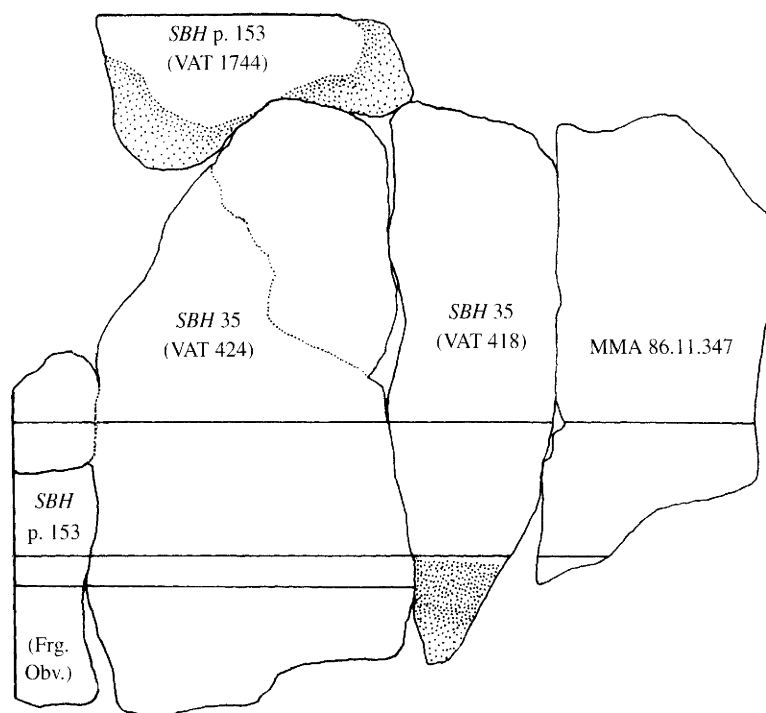 SBH p. 153
(VAT 1744)
SBH 35
(VAT 424)
SBH 35
(VAT 418)
MMA 86.11.347
SBH
p. 153
(Frg.
Obv.)